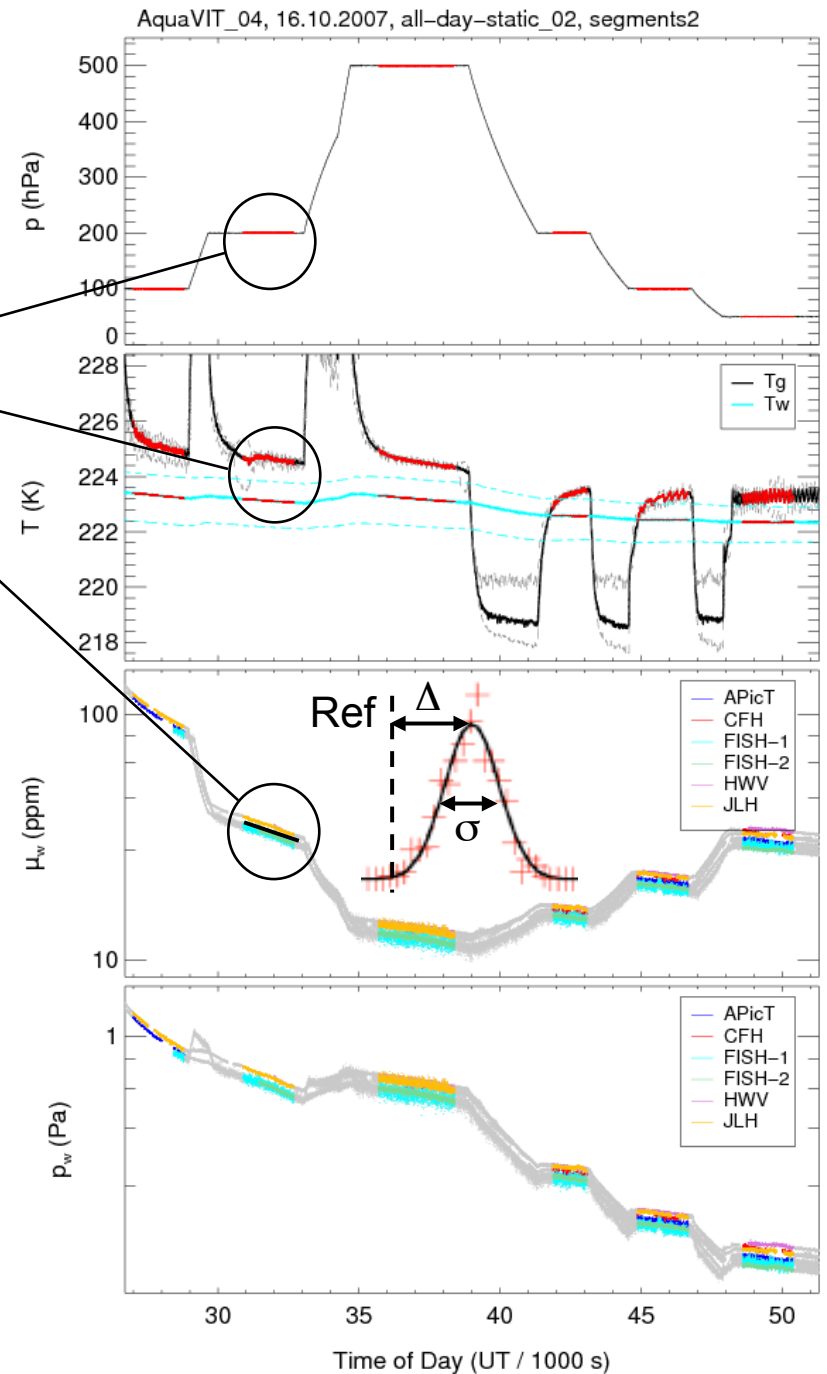 AquaVIT_04, 16.10.2007, all-day-static_02, segments2
500
400
300
200
100
0
p (hPa)
228
226
224
222
220
218
T (K)
Tg
Tw
100
10
μw (ppm)
Ref
Δ
σ
APicT
CFH
FISH-1
FISH-2
HWV
JLH
1
pw (Pa)
APicT
CFH
FISH-1
FISH-2
HWV
JLH
30 35 40 45 50
Time of Day (UT / 1000 s)